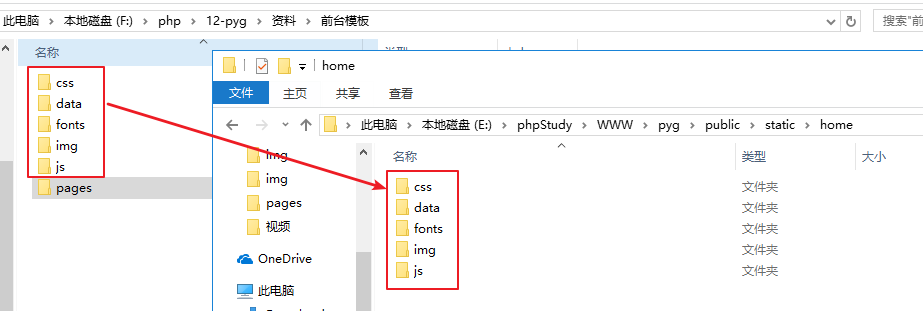 此电脑 > 本地磁盘 (F:) > php > 12-pyg > 资料 > 前台模板
搜索"前
名称
css
data
fonts
img
js
pages
home
文件 主页 共享 查看
此电脑 > 本地磁盘 (E:) > phpStudy > WWW > pyg > public > static > home
img
img
pages
视频
OneDrive
此电脑
名称 类型 大小
css 文件夹
data 文件夹
fonts 文件夹
img 文件夹
js 文件夹